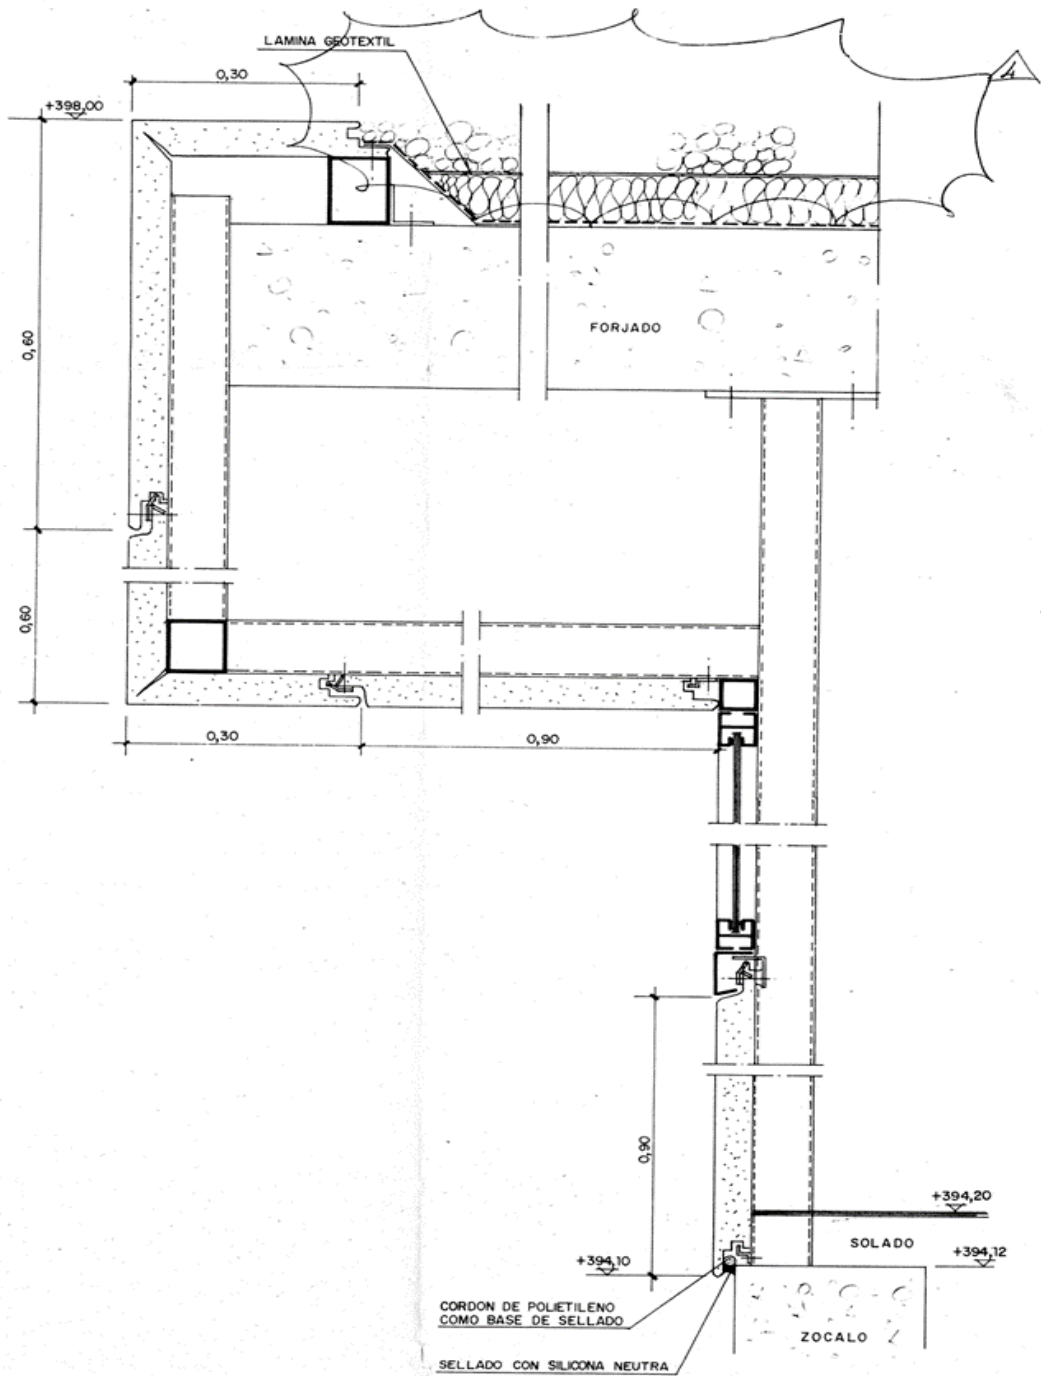 LAMINA GEOTEXTIL
4
0,30
+398,00
0,60
FORJADO
0,60
0,30
0,90
0,90
+394,20
SOLADO
+394,10
+394,12
CORDON DE POLIETILENO
COMO BASE DE SELLADO
ZOCALO
SELLADO CON SILICONA NEUTRA